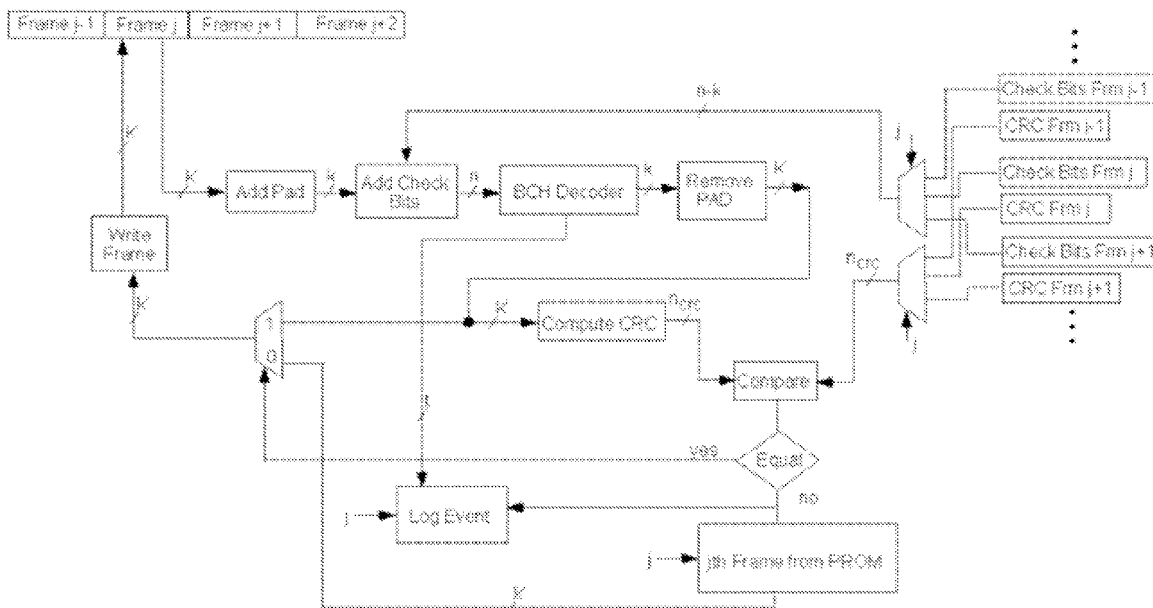 Frame j-1 Frame j Frame j+1 Frame j+2
n-k
Check Bits Frm j-1
CRC Frm j-1
j
Check Bits Frm j
CRC Frm j
Check Bits Frm j+1
CRC Frm j+1
j
n_crc
K
K
Add Pad
k
Add Check
Bits
n
BCH Decoder
k
Remove
PAD
K
Write
Frame
K
1
0
K
Compute CRC
n_crc
Compare
Equal
yes
no
j
Log Event
j
jth Frame from PROM
K